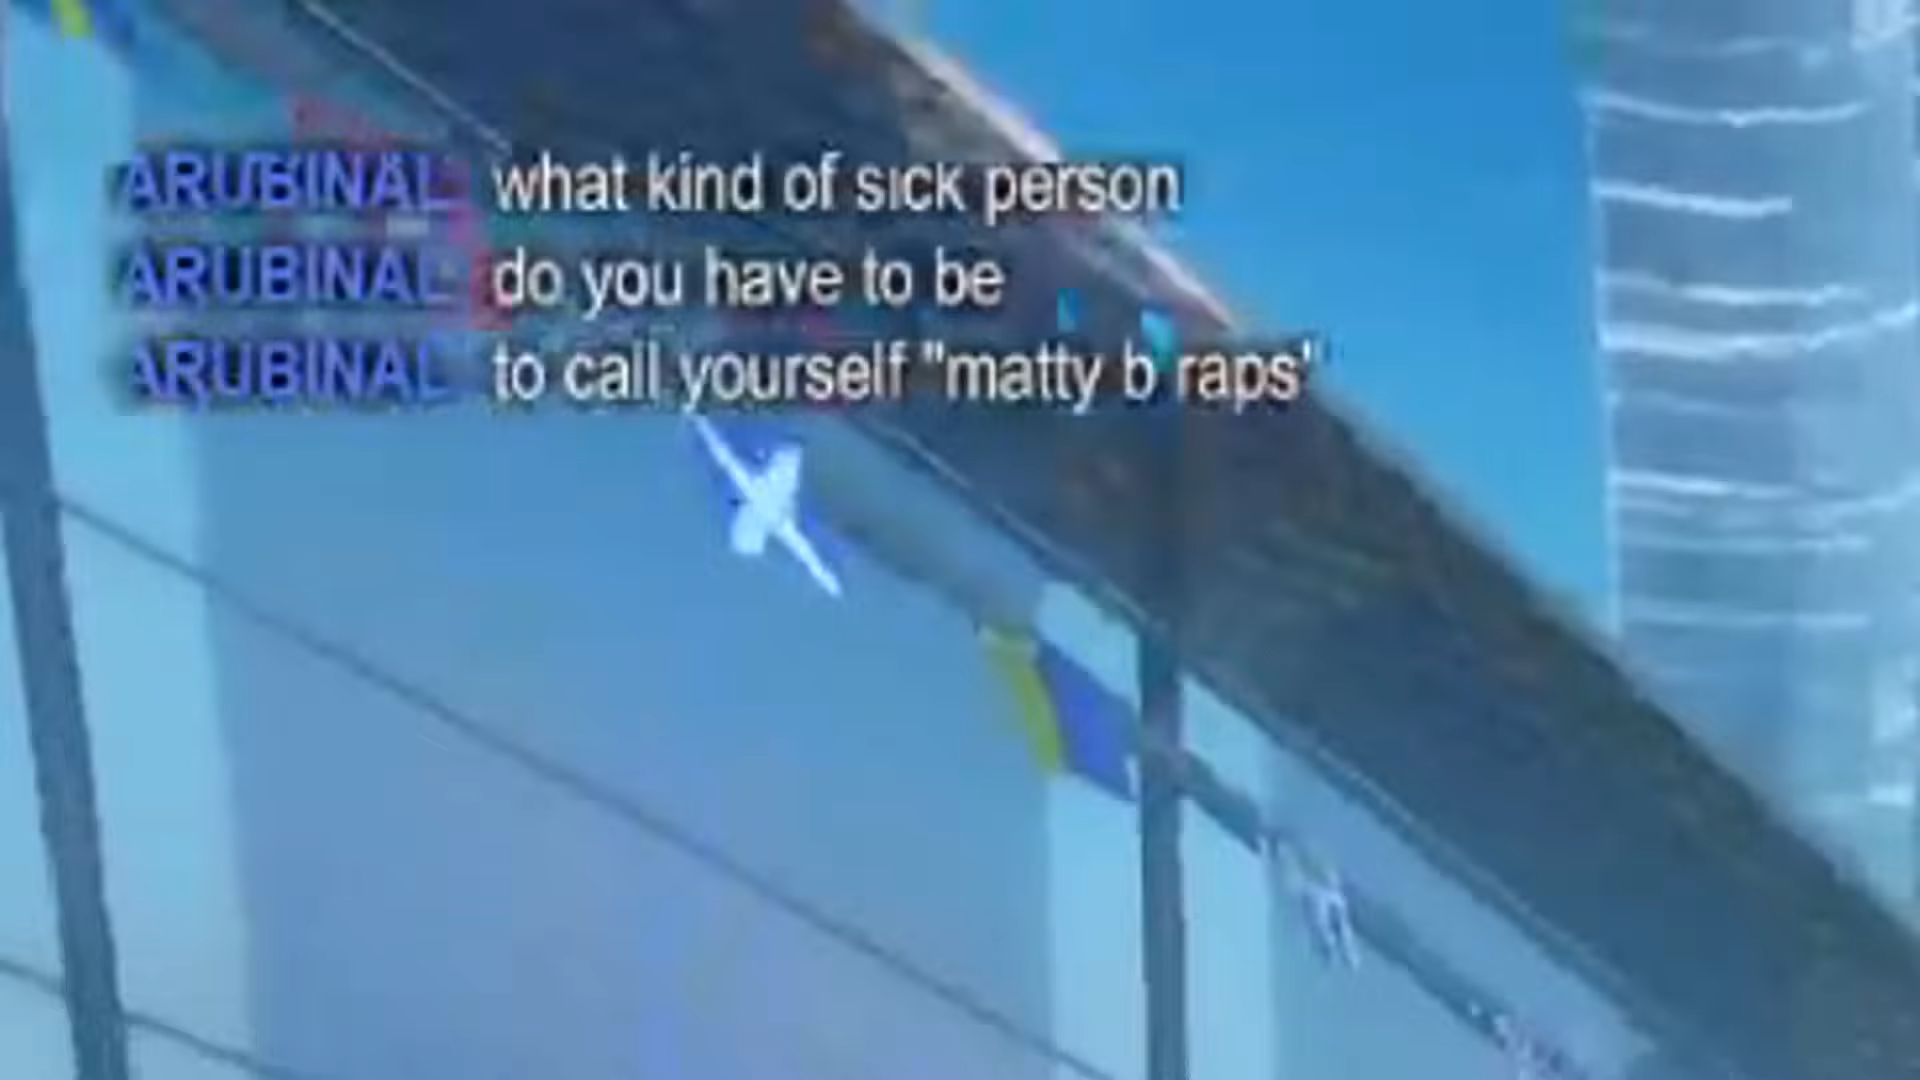 ARUBINAL: what kind of sick person
ARUBINAL: do you have to be
ARUBINAL: to call yourself "matty b raps"